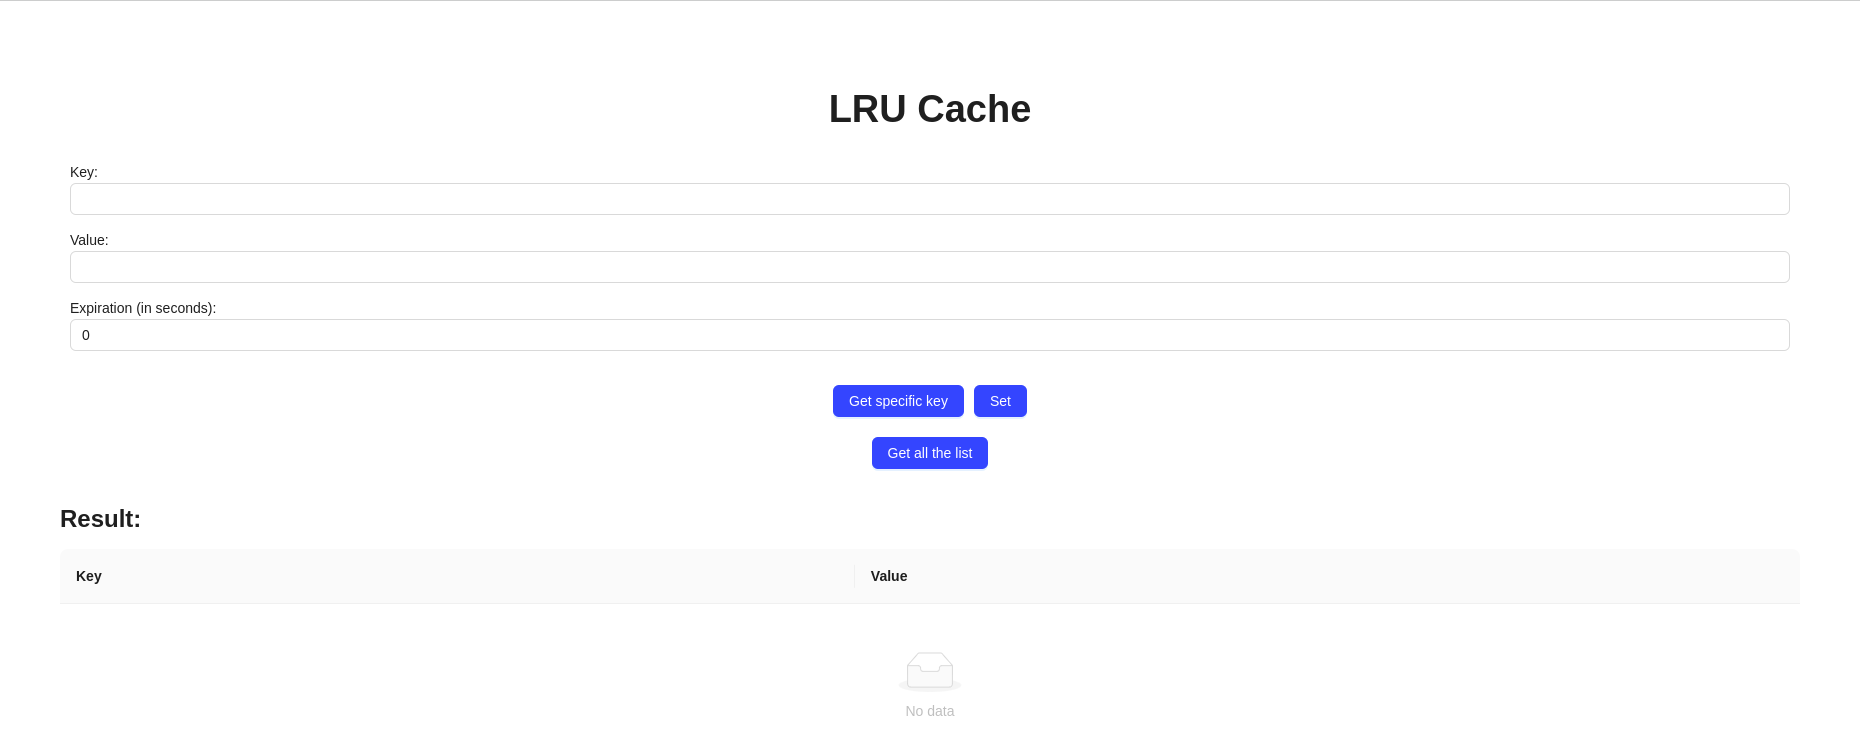 LRU Cache
Key:
Value:
Expiration (in seconds):
0
Get specific key Set
Get all the list
Result:
Key Value
No data